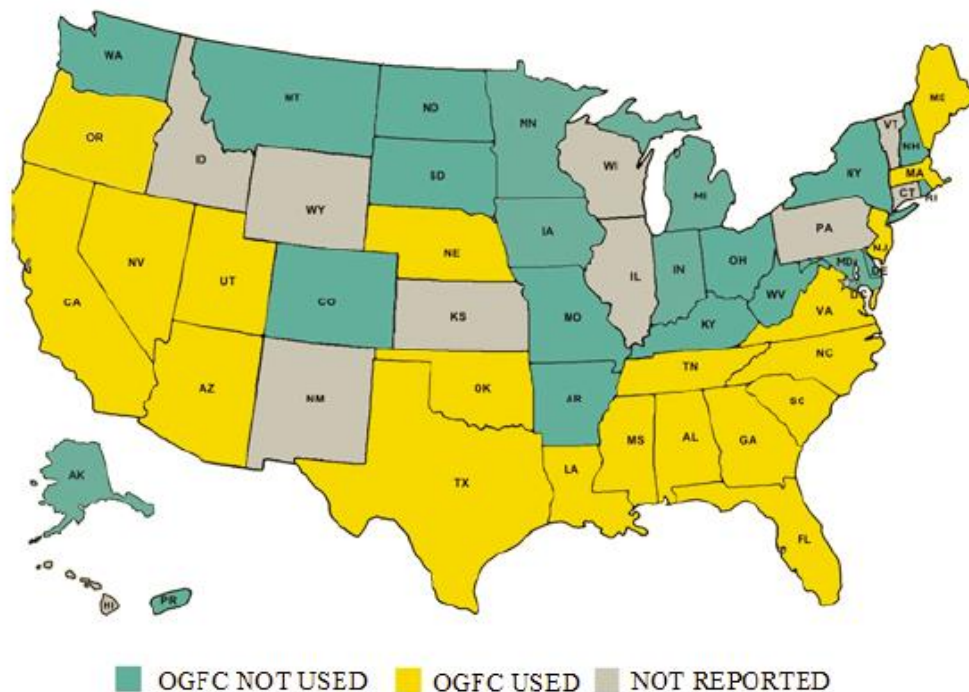 WA
MT
ND
MN
ME
OR
ID
SD
WI
VT
NH
NY
MA
CT
RI
WY
MI
IA
NE
PA
NJ
NV
UT
CO
IL
IN
OH
MD
DE
DC
CA
KS
MO
KY
WV
VA
AZ
NM
OK
AR
TN
NC
SC
MS
AL
GA
LA
TX
FL
AK
HI
PR
OGFC NOT USED OGFC USED NOT REPORTED